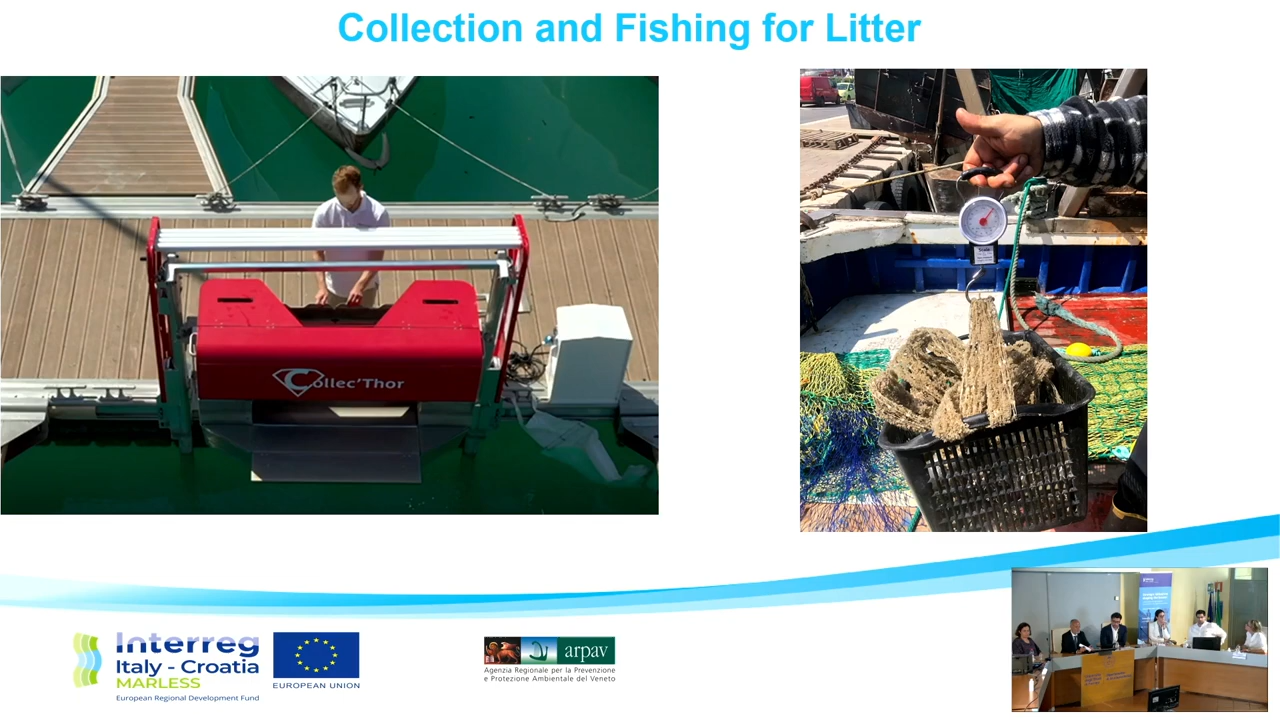 Collection and Fishing for Litter
Collec'Thor
Interreg
Italy - Croatia
MARLESS
European Regional Development Fund
EUROPEAN UNION
arpav
Agenzia Regionale per la Prevenzione
e Protezione Ambientale del Veneto